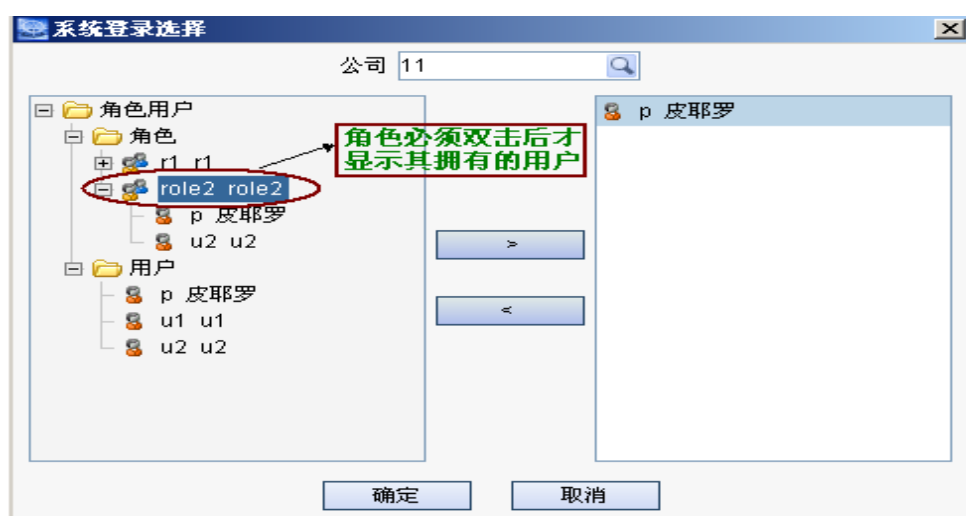 系统登录选择
公司 11
角色用户
角色
r1 r1
role2 role2
p 皮耶罗
u2 u2
用户
p 皮耶罗
u1 u1
u2 u2
角色必须双击后才
显示其拥有的用户
>
<
p 皮耶罗
确定
取消